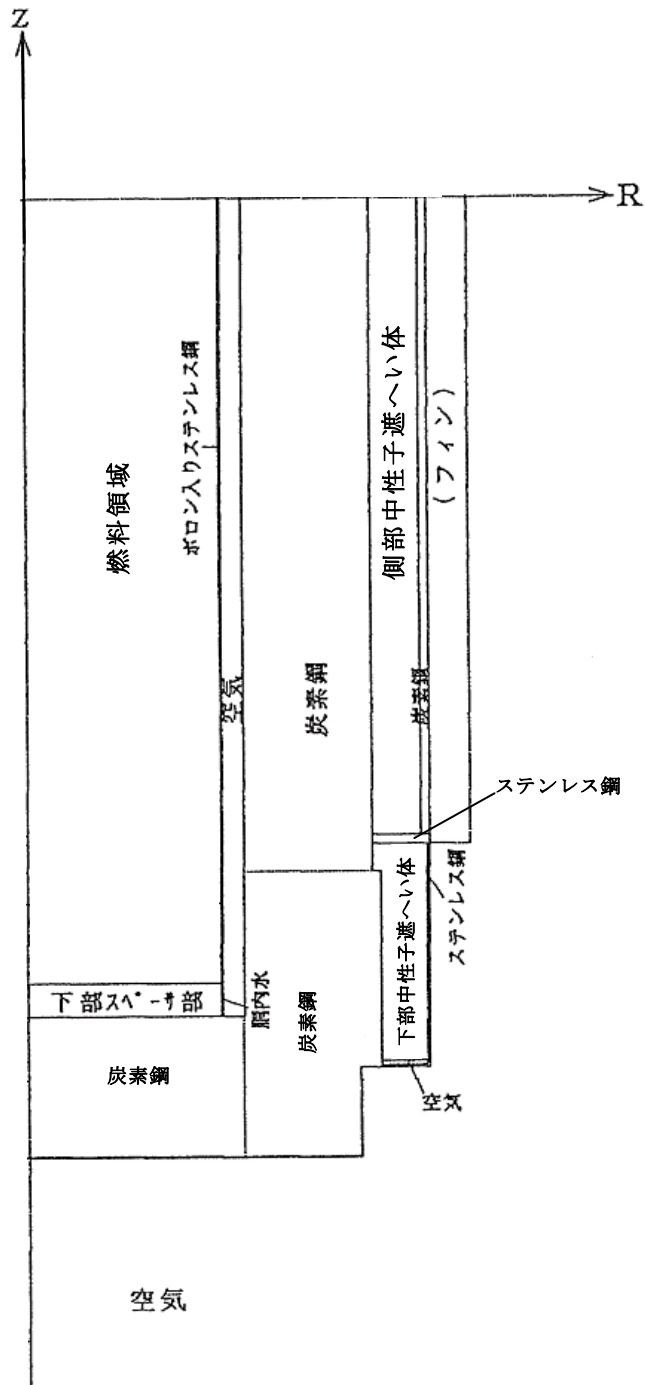 Z
R
ボロン入りステンレス鋼
燃料領域
側部中性子遮へい体
(フィン)
空気
炭素鋼
炭素鋼
ステンレス鋼
下部中性子遮へい体
ステンレス鋼
下部スペーサ部
胴内水
炭素鋼
炭素鋼
空気
空気